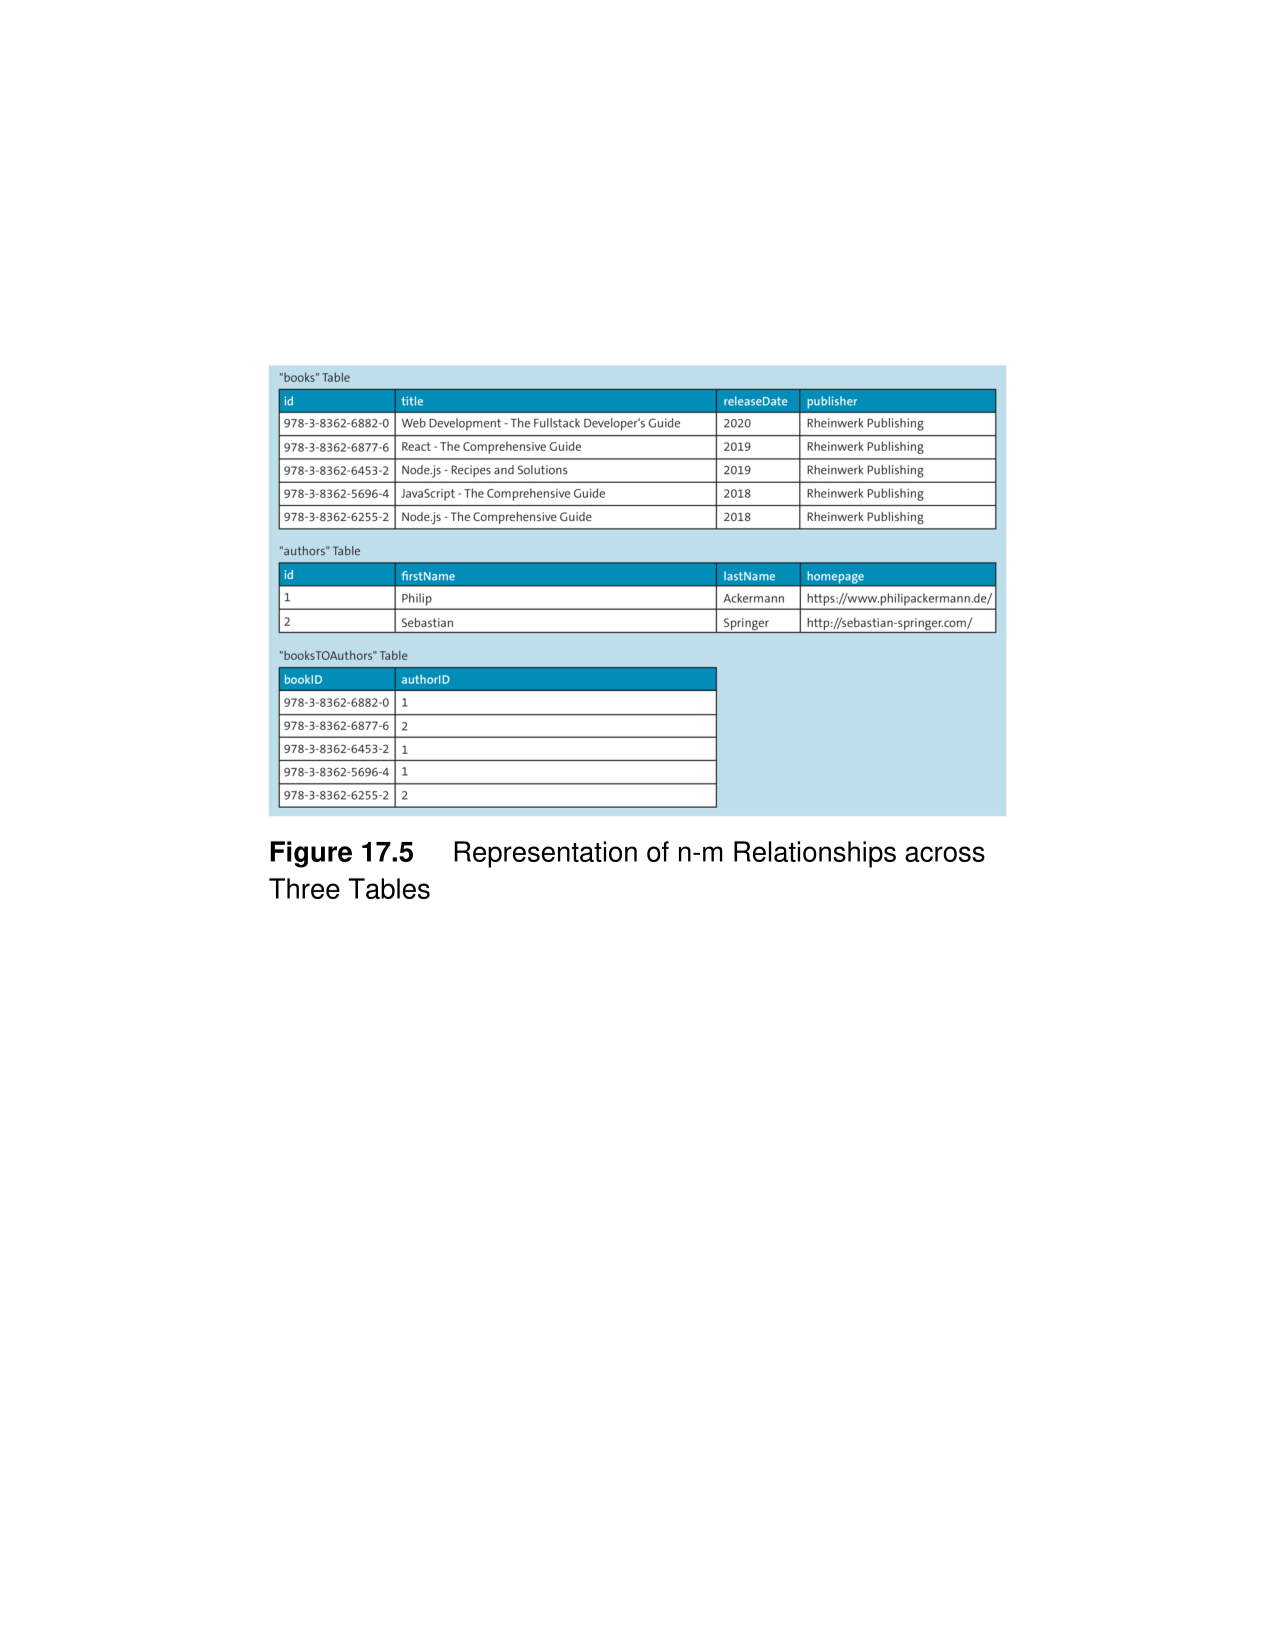 "books" Table
id title releaseDate publisher
978-3-8362-6882-0 Web Development - The Fullstack Developer's Guide 2020 Rheinwerk Publishing
978-3-8362-6877-6 React - The Comprehensive Guide 2019 Rheinwerk Publishing
978-3-8362-6453-2 Node.js - Recipes and Solutions 2019 Rheinwerk Publishing
978-3-8362-5696-4 JavaScript - The Comprehensive Guide 2018 Rheinwerk Publishing
978-3-8362-6255-2 Node.js - The Comprehensive Guide 2018 Rheinwerk Publishing
"authors" Table
id firstName lastName homepage
1 Philip Ackermann https://www.philipackermann.de/
2 Sebastian Springer http://sebastian-springer.com/
"booksTOAuthors" Table
bookID authorID
978-3-8362-6882-0 1
978-3-8362-6877-6 2
978-3-8362-6453-2 1
978-3-8362-5696-4 1
978-3-8362-6255-2 2
Figure 17.5 Representation of n-m Relationships across
Three Tables